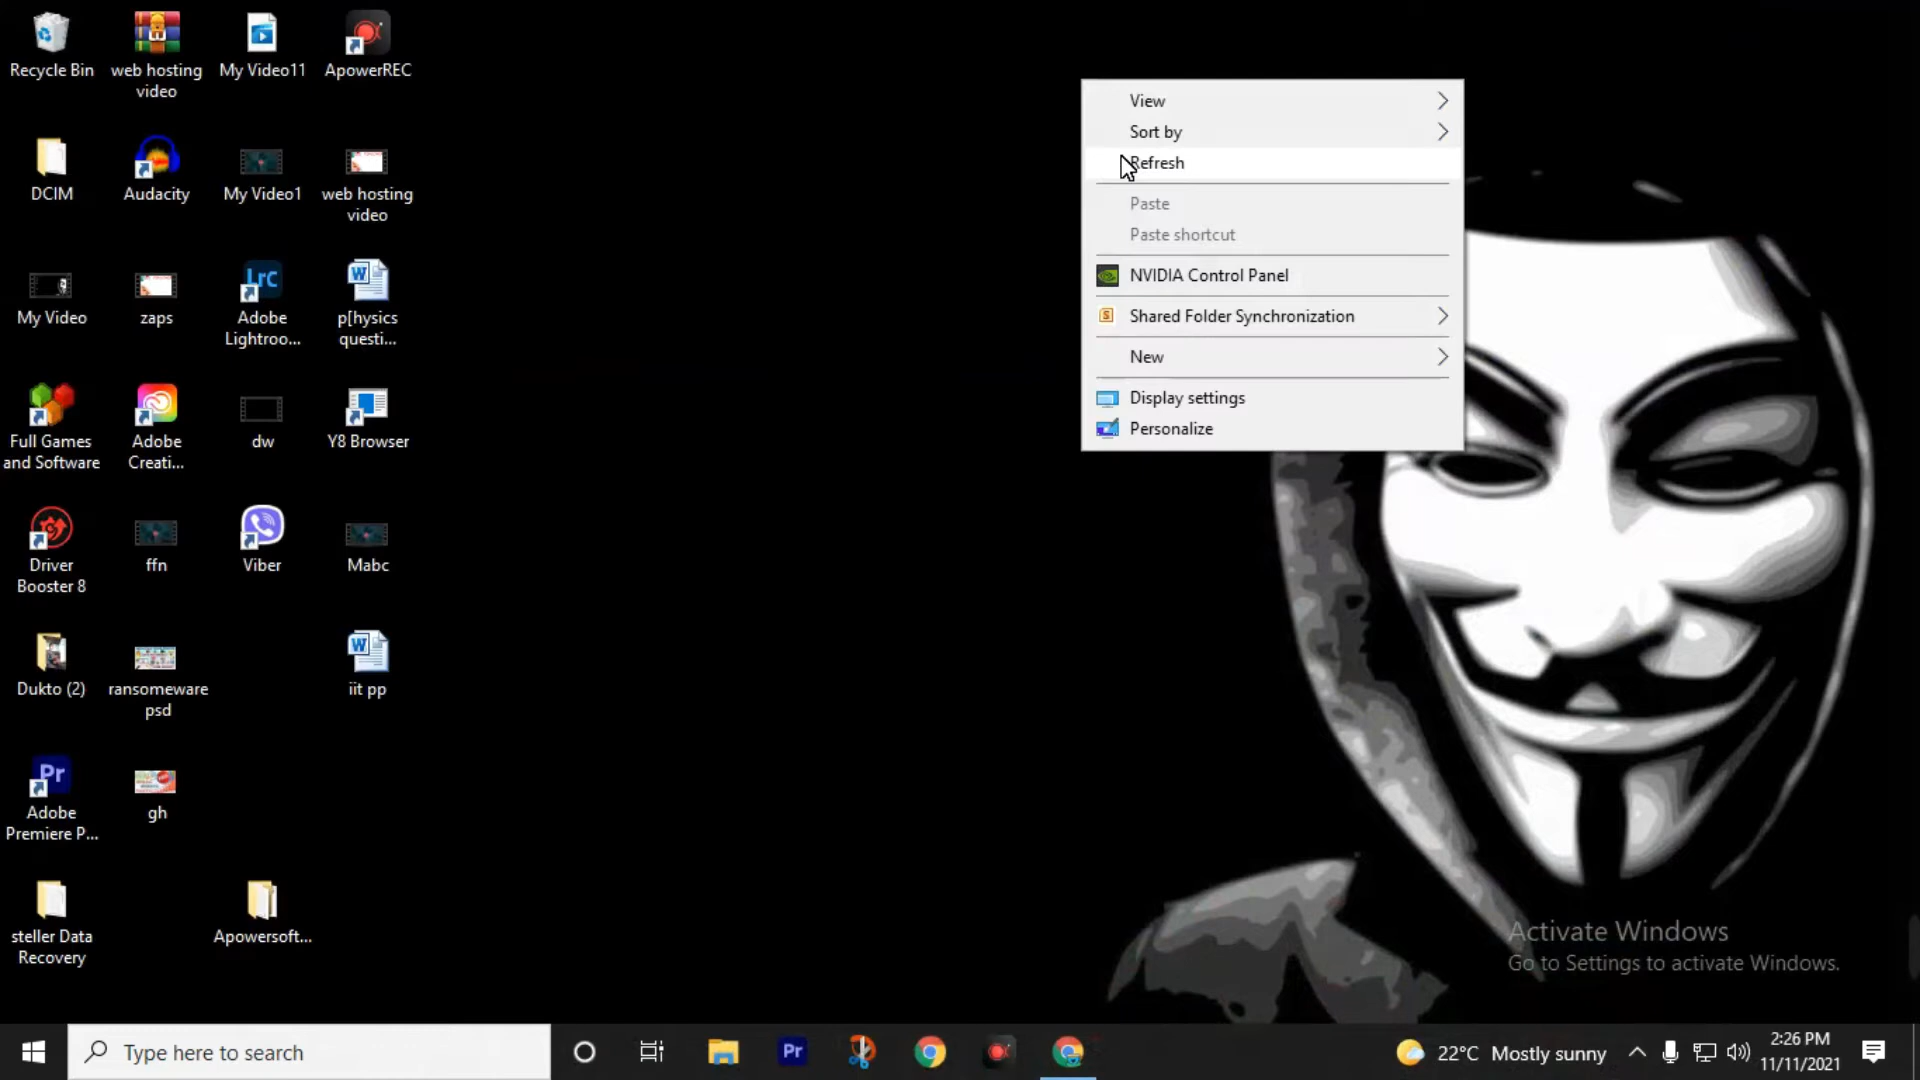 Recycle Bin
web hosting
video
My Video11
ApowerREC
DCIM
Audacity
My Video1
web hosting
video
My Video
zaps
Lrc
Adobe
Lightroo...
p[hysics
questi...
Full Games
and Software
Adobe
Creati...
dw
Y8 Browser
Driver
Booster 8
ffn
Viber
Mabc
Dukto (2)
ransomeware
psd
iit pp
Pr
Adobe
Premiere P...
gh
steller Data
Recovery
Apowersoft...
View
Sort by
Refresh
Paste
Paste shortcut
NVIDIA Control Panel
S
Shared Folder Synchronization
New
Display settings
Personalize
Activate Windows
Go to Settings to activate Windows.
Type here to search
Pr
22°C Mostly sunny
2:26 PM
11/11/2021